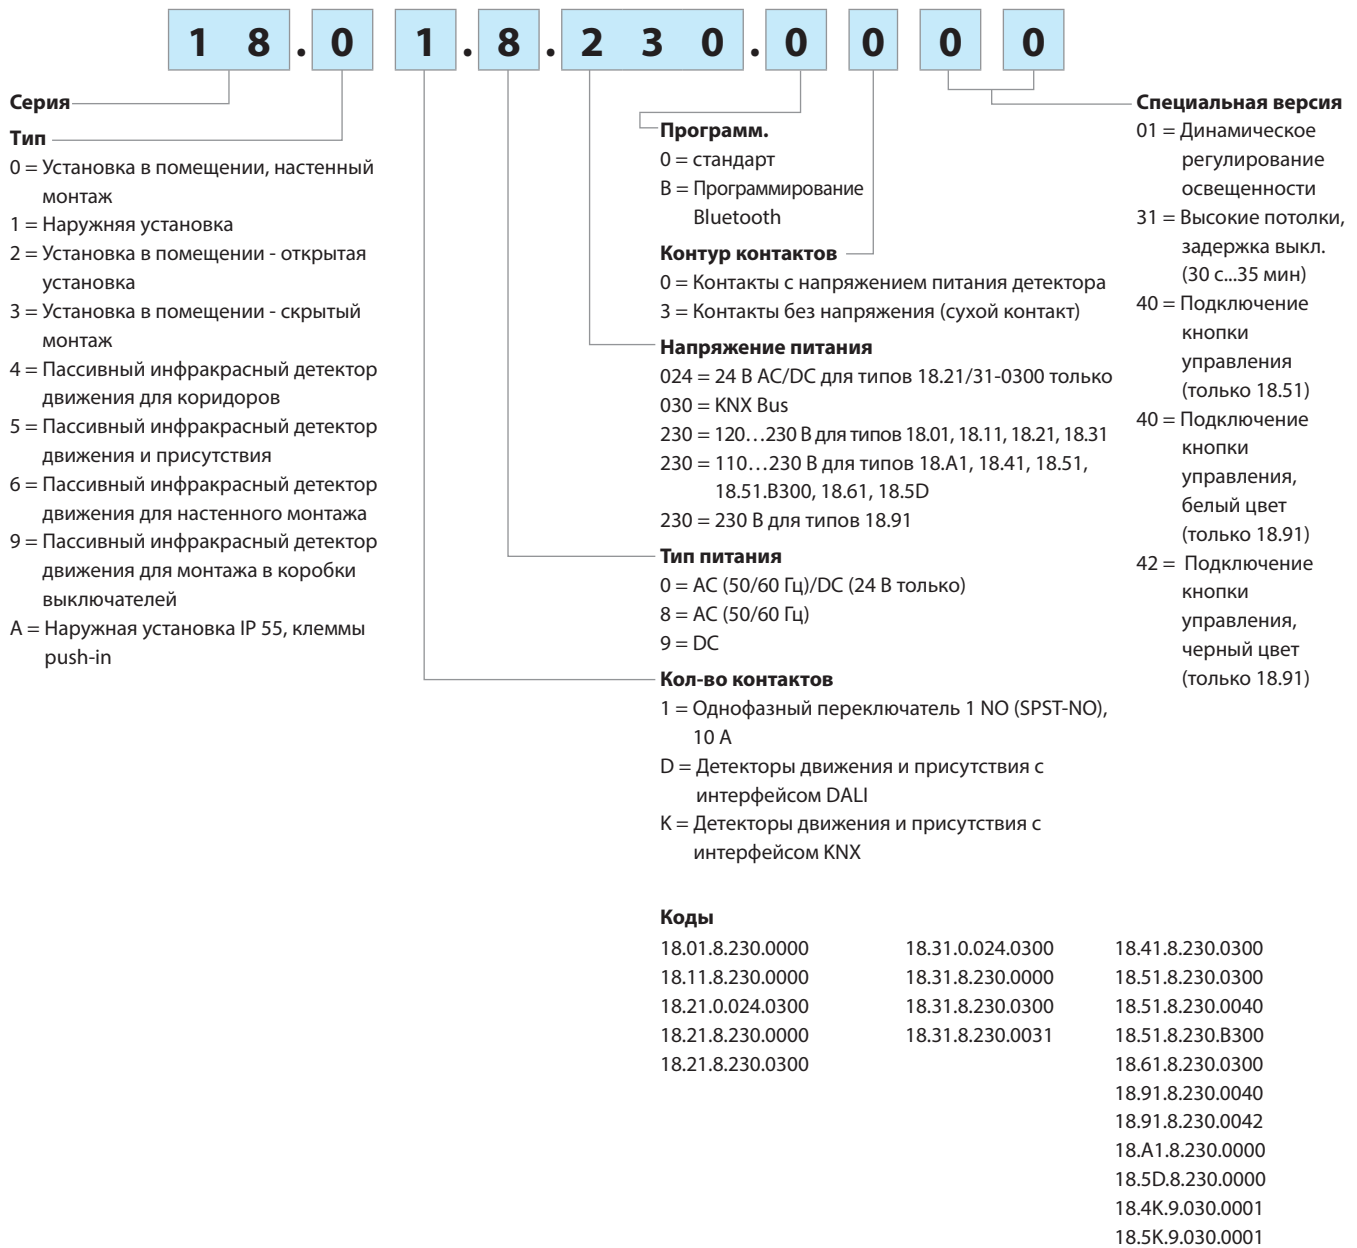 18.01.8.230.0000
Серия
Тип
0 = Установка в помещении, настенный
монтаж
1 = Наружняя установка
2 = Установка в помещении - открытая
установка
3 = Установка в помещении - скрытый
монтаж
4 = Пассивный инфракрасный детектор
движения для коридоров
5 = Пассивный инфракрасный детектор
движения и присутствия
6 = Пассивный инфракрасный детектор
движения для настенного монтажа
9 = Пассивный инфракрасный детектор
движения для монтажа в коробки
выключателей
A = Наружная установка IP 55, клеммы
push-in
Программ.
0 = стандарт
B = Программирование
Bluetooth
Контур контактов
0 = Контакты с напряжением питания детектора
3 = Контакты без напряжения (сухой контакт)
Напряжение питания
024 = 24 В AC/DC для типов 18.21/31-0300 только
030 = KNX Bus
230 = 120…230 В для типов 18.01, 18.11, 18.21, 18.31
230 = 110…230 В для типов 18.A1, 18.41, 18.51,
18.51.B300, 18.61, 18.5D
230 = 230 В для типов 18.91
Тип питания
0 = AC (50/60 Гц)/DC (24 В только)
8 = AC (50/60 Гц)
9 = DC
Кол-во контактов
1 = Однофазный переключатель 1 NO (SPST-NO),
10 A
D = Детекторы движения и присутствия с
интерфейсом DALI
K = Детекторы движения и присутствия с
интерфейсом KNX
Специальная версия
01 = Динамическое
регулирование
освещенности
31 = Высокие потолки,
задержка выкл.
(30 с...35 мин)
40 = Подключение
кнопки
управления
(только 18.51)
40 = Подключение
кнопки
управления,
белый цвет
(только 18.91)
42 = Подключение
кнопки
управления,
черный цвет
(только 18.91)
Коды
18.01.8.230.0000
18.11.8.230.0000
18.21.0.024.0300
18.21.8.230.0000
18.21.8.230.0300
18.31.0.024.0300
18.31.8.230.0000
18.31.8.230.0300
18.31.8.230.0031
18.41.8.230.0300
18.51.8.230.0300
18.51.8.230.0040
18.51.8.230.B300
18.61.8.230.0300
18.91.8.230.0040
18.91.8.230.0042
18.A1.8.230.0000
18.5D.8.230.0000
18.4K.9.030.0001
18.5K.9.030.0001